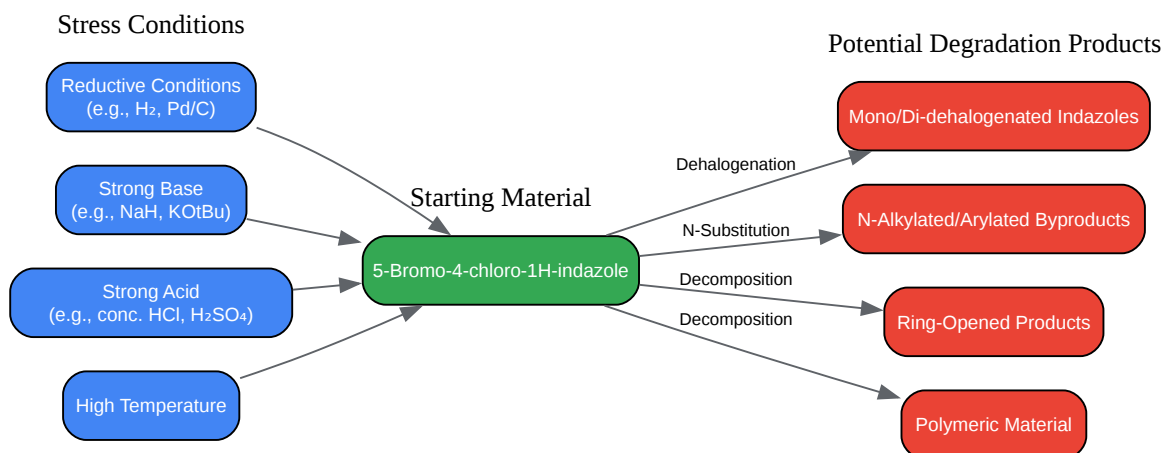 Stress Conditions
Reductive Conditions
(e.g., H₂, Pd/C)
Strong Base
(e.g., NaH, KOtBu)
Strong Acid
(e.g., conc. HCl, H₂SO₄)
High Temperature
Starting Material
5-Bromo-4-chloro-1H-indazole
Dehalogenation
N-Substitution
Decomposition
Decomposition
Potential Degradation Products
Mono/Di-dehalogenated Indazoles
N-Alkylated/Arylated Byproducts
Ring-Opened Products
Polymeric Material